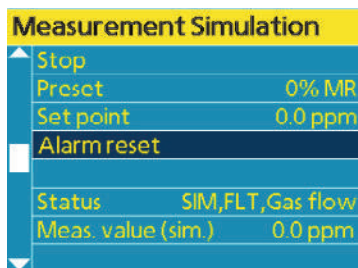 Measurement Simulation
Stop
Preset 0% MR
Set point 0.0 ppm
Alarm reset
Status SIM,FLT,Gas flow
Meas. value (sim.) 0.0 ppm